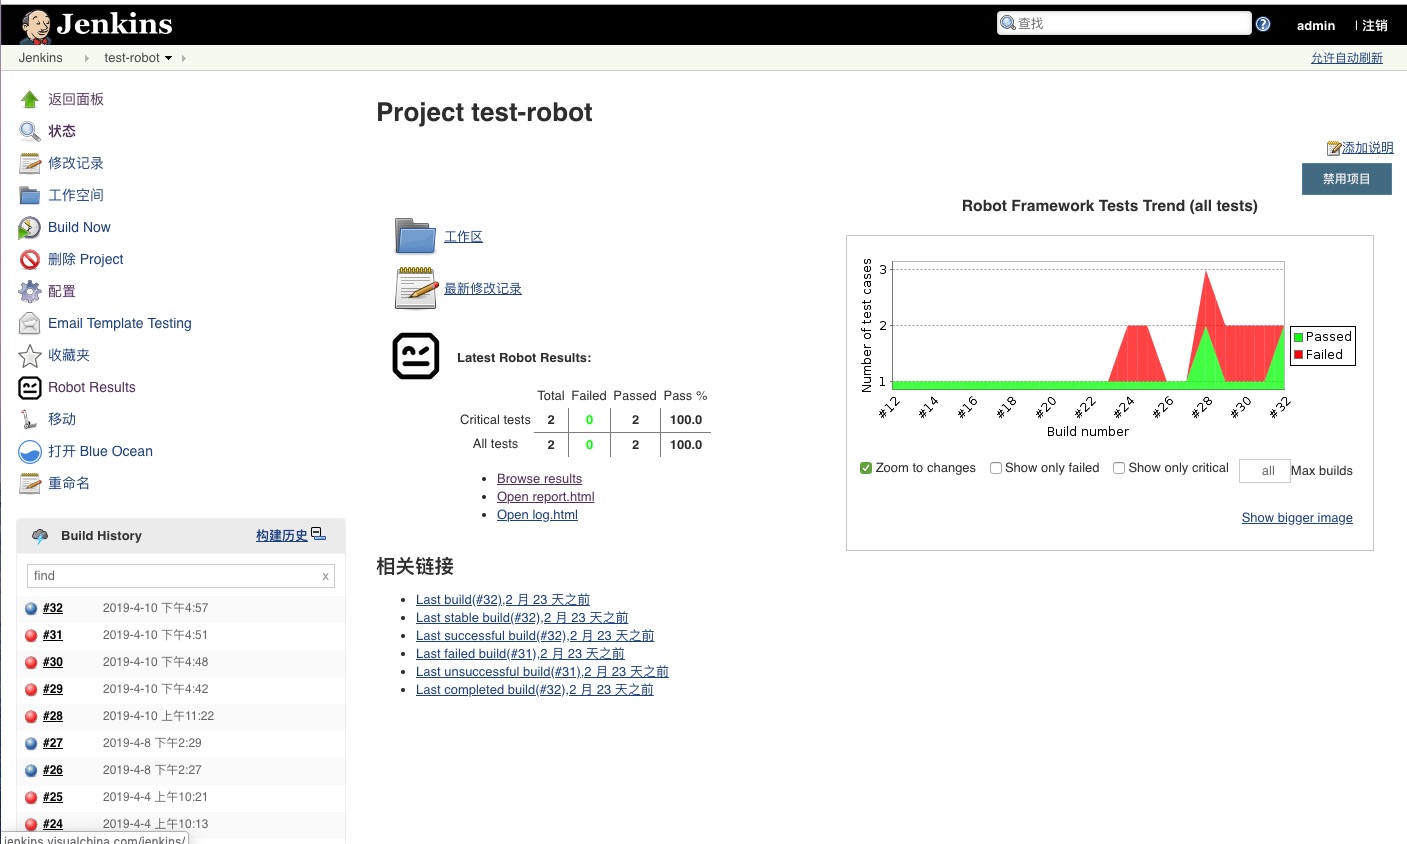 Jenkins
查找
admin
| 注销
Jenkins
test-robot
允许自动刷新
返回面板
状态
修改记录
工作空间
Build Now
删除 Project
配置
Email Template Testing
收藏夹
Robot Results
移动
打开 Blue Ocean
重命名
Build History
构建历史
find
x
#32 2019-4-10 下午4:57
#31 2019-4-10 下午4:51
#30 2019-4-10 下午4:48
#29 2019-4-10 下午4:42
#28 2019-4-10 上午11:22
#27 2019-4-8 下午2:29
#26 2019-4-8 下午2:27
#25 2019-4-4 上午10:21
#24 2019-4-4 上午10:13
jenkins.visualchina.com/jenkins/
Project test-robot
添加说明
禁用项目
工作区
最新修改记录
Latest Robot Results:
Total Failed Passed Pass %
Critical tests 2 0 2 100.0
All tests 2 0 2 100.0
Browse results
Open report.html
Open log.html
相关链接
Last build(#32),2 月 23 天之前
Last stable build(#32),2 月 23 天之前
Last successful build(#32),2 月 23 天之前
Last failed build(#31),2 月 23 天之前
Last unsuccessful build(#31),2 月 23 天之前
Last completed build(#32),2 月 23 天之前
Robot Framework Tests Trend (all tests)
Number of test cases
3
2
1
#12 #14 #16 #18 #20 #22 #24 #26 #28 #30 #32
Build number
Passed
Failed
Zoom to changes
Show only failed
Show only critical
all
Max builds
Show bigger image